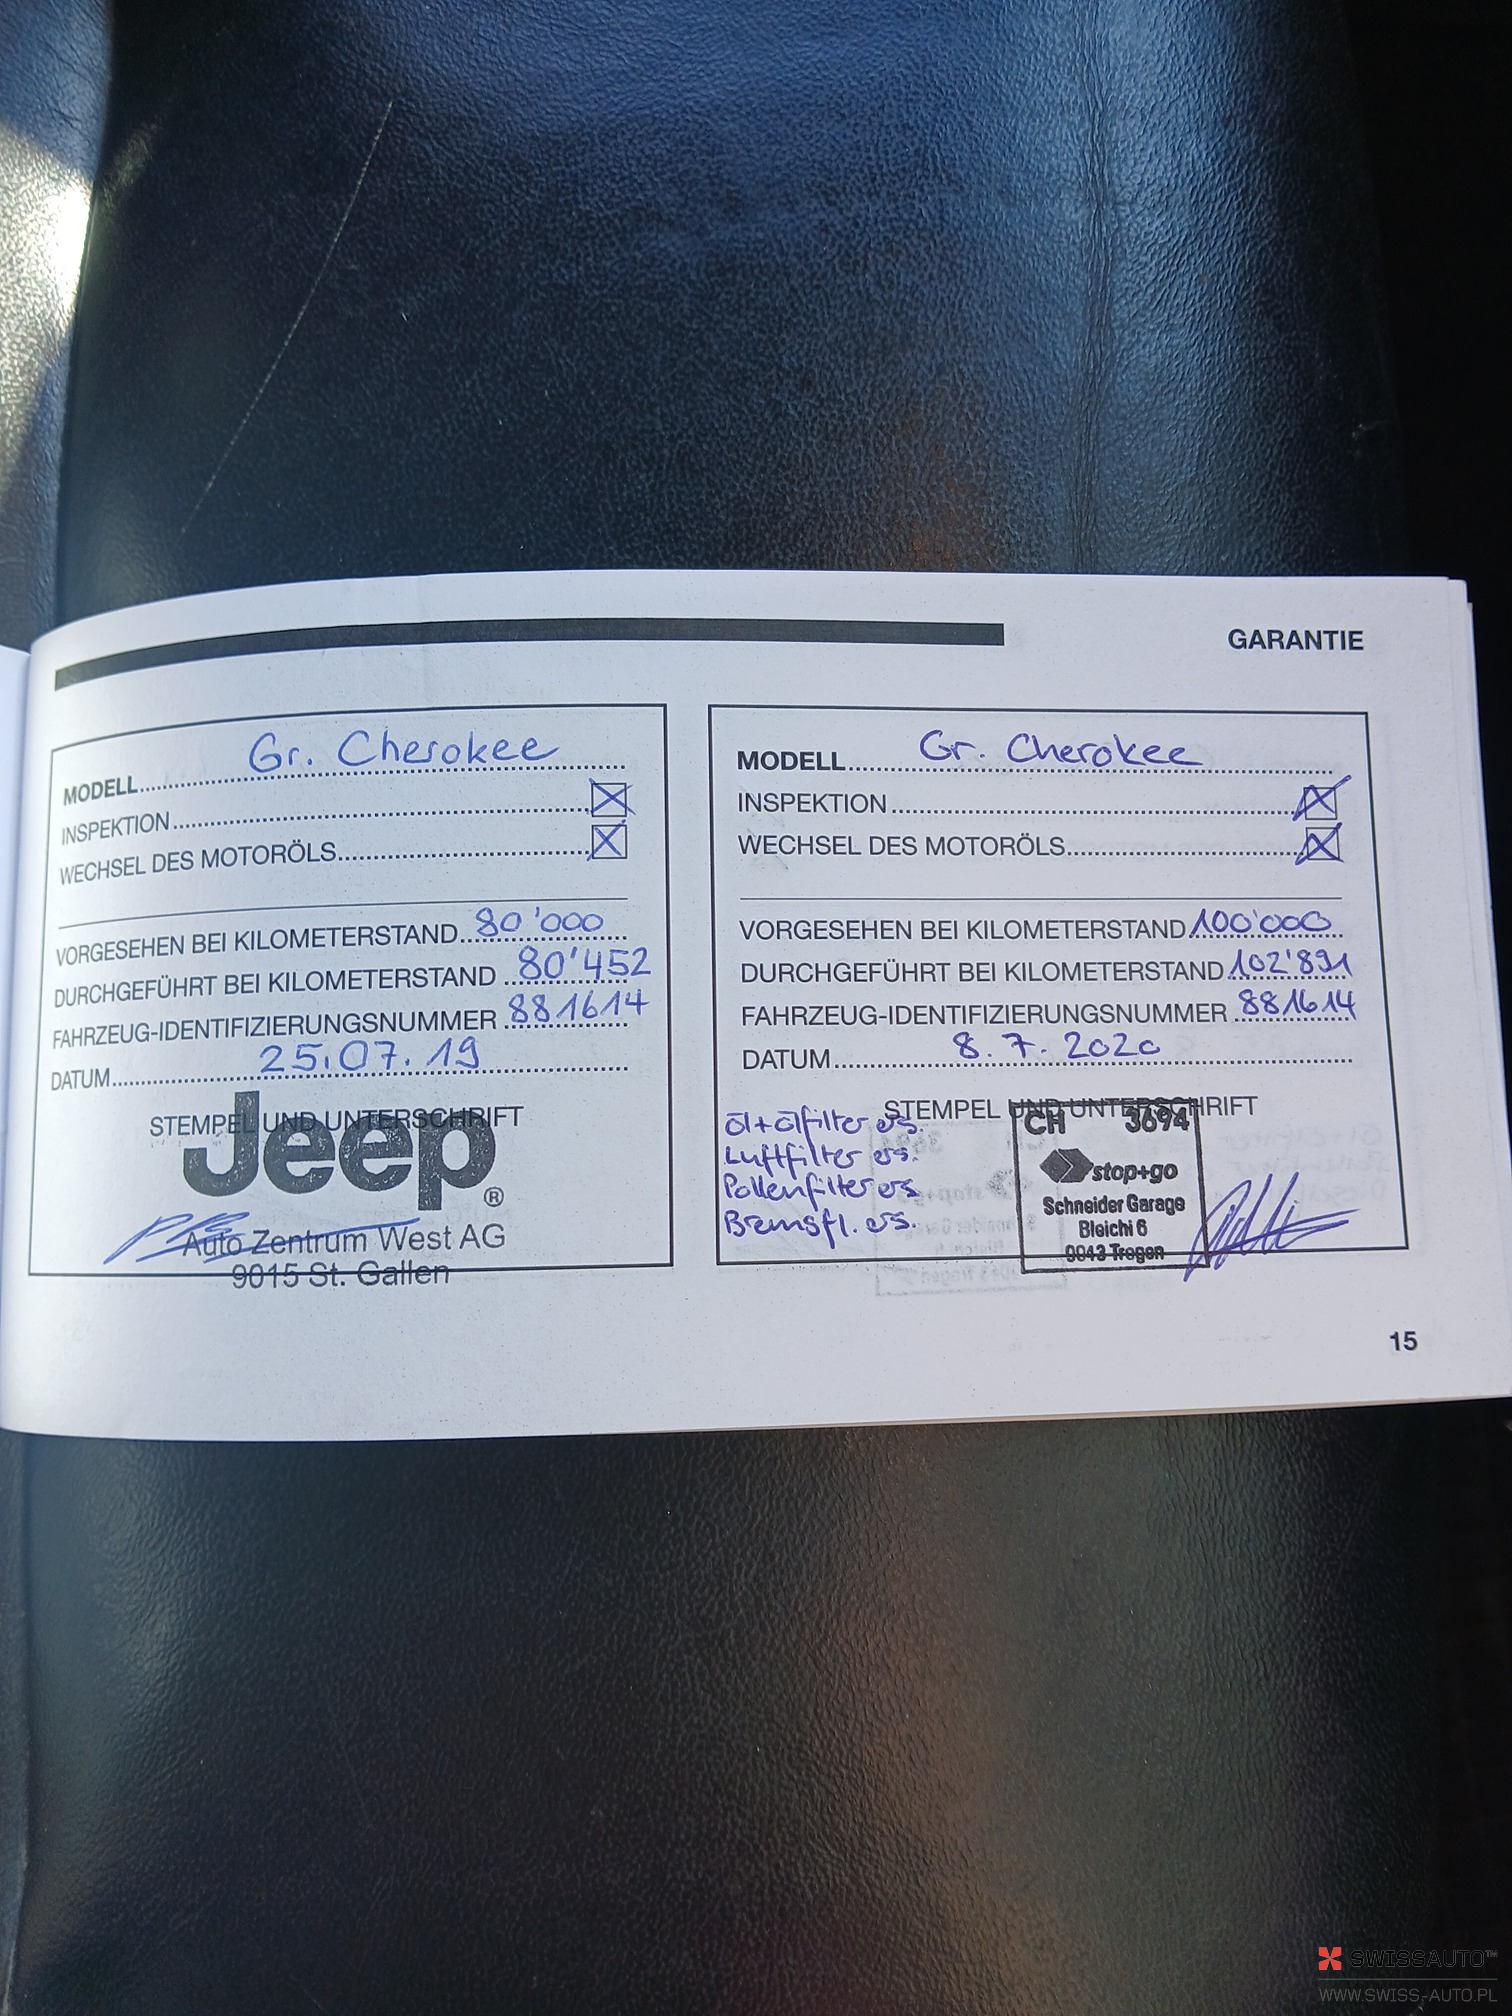 GARANTIE
MODELL Gr. Cherokee
INSPEKTION
WECHSEL DES MOTORÖLS
VORGESEHEN BEI KILOMETERSTAND 80'000
DURCHGEFÜHRT BEI KILOMETERSTAND 80'452
FAHRZEUG-IDENTIFIZIERUNGSNUMMER 881614
DATUM 25.07.19
STEMPEL UND UNTERSCHRIFT
Jeep®
Auto Zentrum West AG
9015 St. Gallen
MODELL Gr. Cherokee
INSPEKTION
WECHSEL DES MOTORÖLS
VORGESEHEN BEI KILOMETERSTAND 100'000
DURCHGEFÜHRT BEI KILOMETERSTAND 102'891
FAHRZEUG-IDENTIFIZIERUNGSNUMMER 881614
DATUM 8.7.2020
STEMPEL UND UNTERSCHRIFT
Öl+Ölfilter ers.
Luftfilter ers.
Pollenfilter ers.
Bremsfl. ers.
CH 3694
stop+go
Schneider Garage
Bleichi 6
9043 Trogen
15
SWISSAUTO™
WWW.SWISS-AUTO.PL